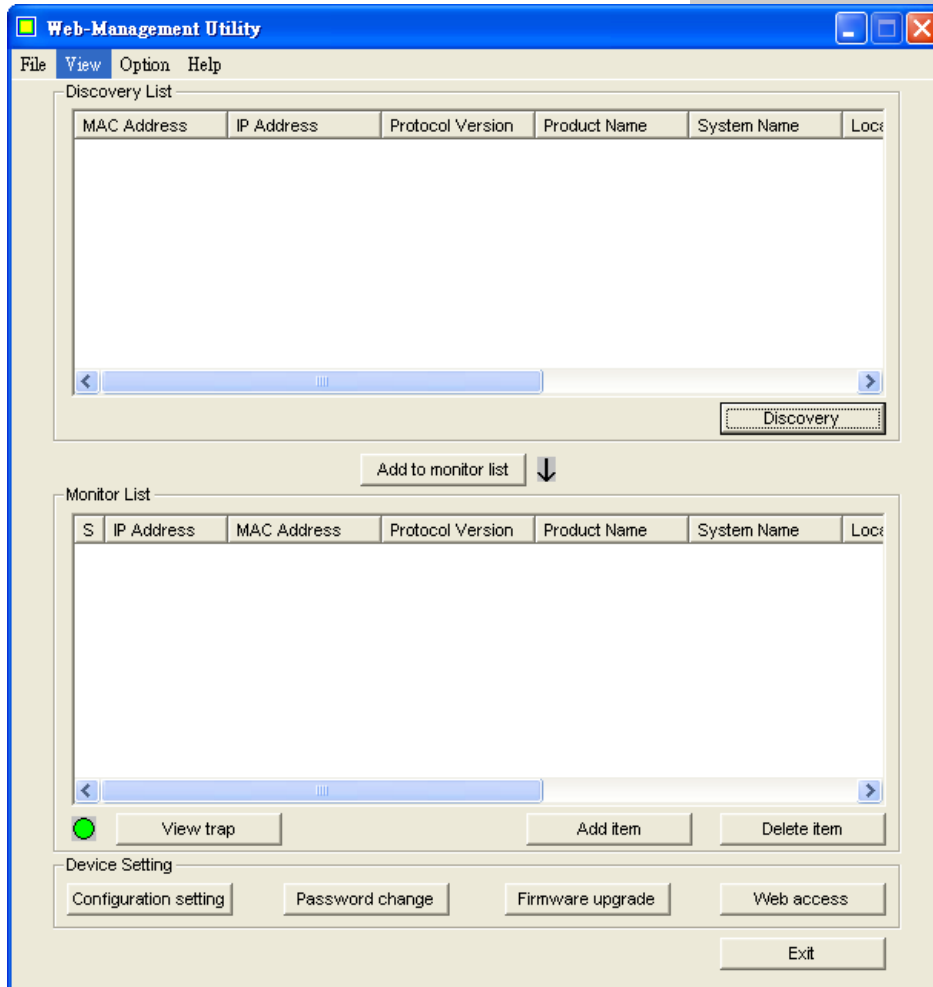 Web-Management Utility
File View Option Help
Discovery List
MAC Address IP Address Protocol Version Product Name System Name
Discovery
Add to monitor list
Monitor List
S IP Address MAC Address Protocol Version Product Name System Name
View trap Add item Delete item
Device Setting
Configuration setting Password change Firmware upgrade Web access
Exit